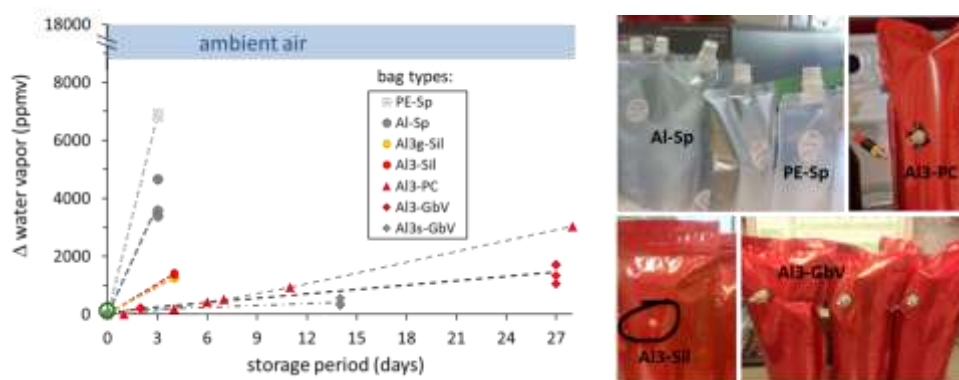 18000
8000
6000
4000
2000
0
Δ water vapor (ppmv)
ambient air
bag types:
PE-Sp
Al-Sp
Al3g-Sil
Al3-Sil
Al3-PC
Al3-GbV
Al3s-GbV
0 3 6 9 12 15 18 21 24 27
storage period (days)
Al-Sp
PE-Sp
Al3-PC
Al3-Sil
Al3-GbV